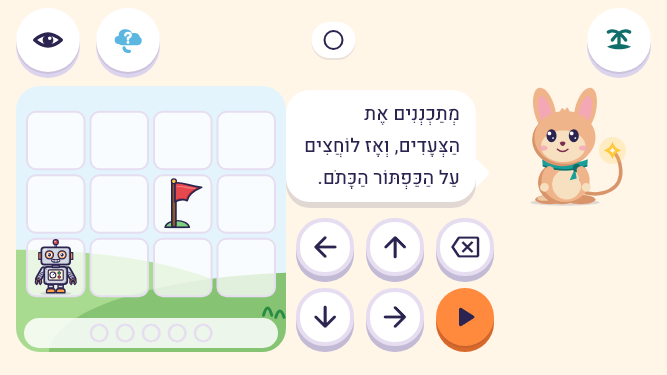 מְתַכְנְנִים אֶת
הַצְּעָדִים, וְאָז לוֹחֲצִים
עַל הַכַּפְתּוֹר הַכָּתֹם.